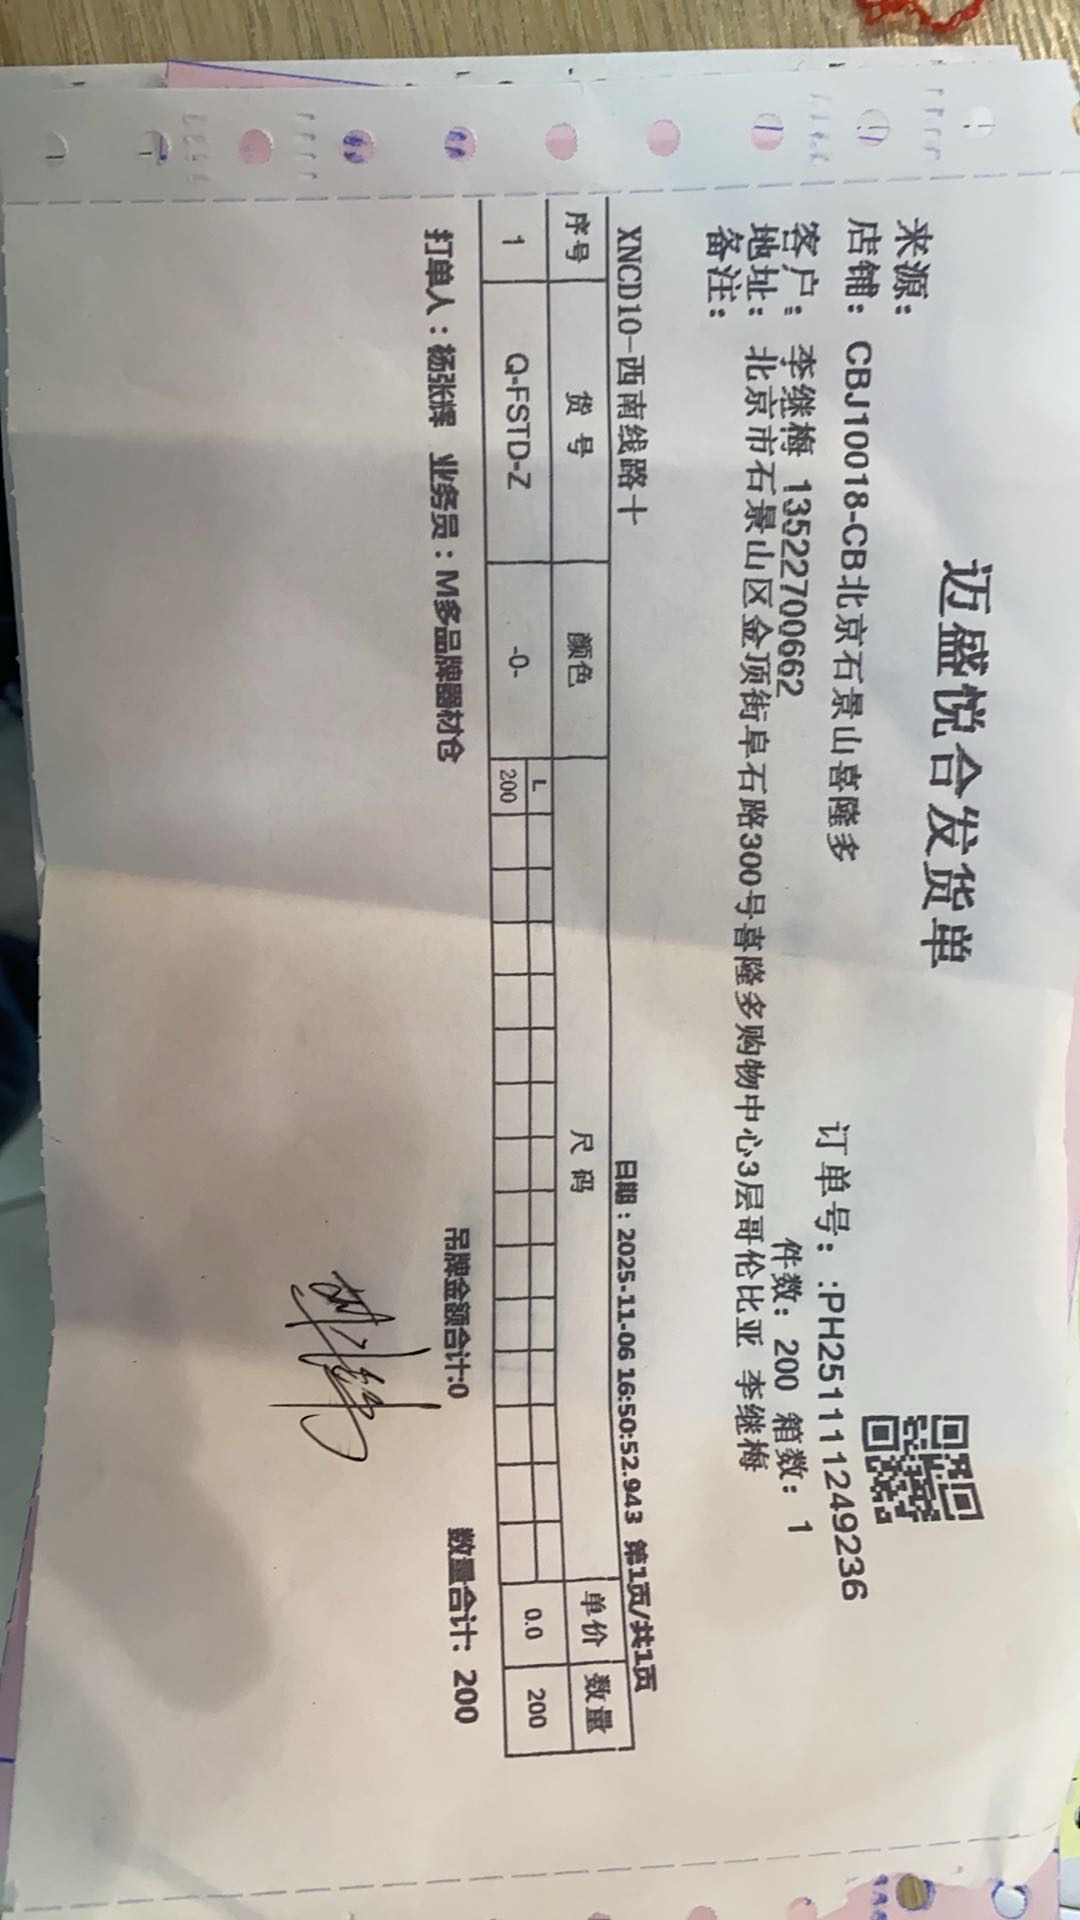 迈盛悦合发货单
来源：
店铺：CBJ10018-CB北京石景山喜隆多 订单号：:PH251111249236
客户：李继梅 13522700662 件数：200 箱数：1
地址：北京市石景山区金顶街阜石路300号喜隆多购物中心3层哥伦比亚 李继梅
备注：
XNCD10-西南线路十 日期：2025-11-06 16:50:52.943 第1页/共1页
序号 货号 颜色 尺码 单价 数量
L
1 Q-FSTD-Z -0- 200 0.0 200
打单人：杨张辉 业务员：M多品牌器材仓 吊牌金额合计:0 数量合计: 200